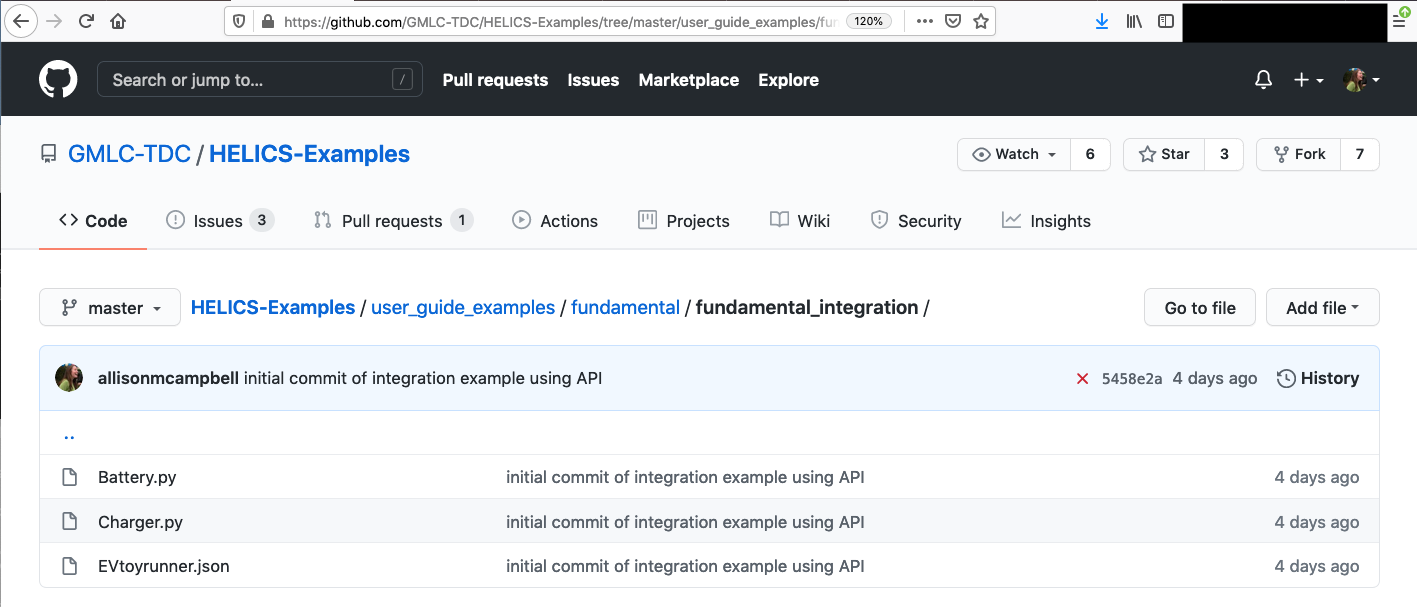 https://github.com/GMLC-TDC/HELICS-Examples/tree/master/user_guide_examples/fun 120%
Search or jump to... / Pull requests Issues Marketplace Explore
GMLC-TDC / HELICS-Examples Watch 6 Star 3 Fork 7
Code Issues 3 Pull requests 1 Actions Projects Wiki Security Insights
master HELICS-Examples / user_guide_examples / fundamental / fundamental_integration / Go to file Add file
allisonmcampbell initial commit of integration example using API 5458e2a 4 days ago History
..
Battery.py initial commit of integration example using API 4 days ago
Charger.py initial commit of integration example using API 4 days ago
EVtoyrunner.json initial commit of integration example using API 4 days ago